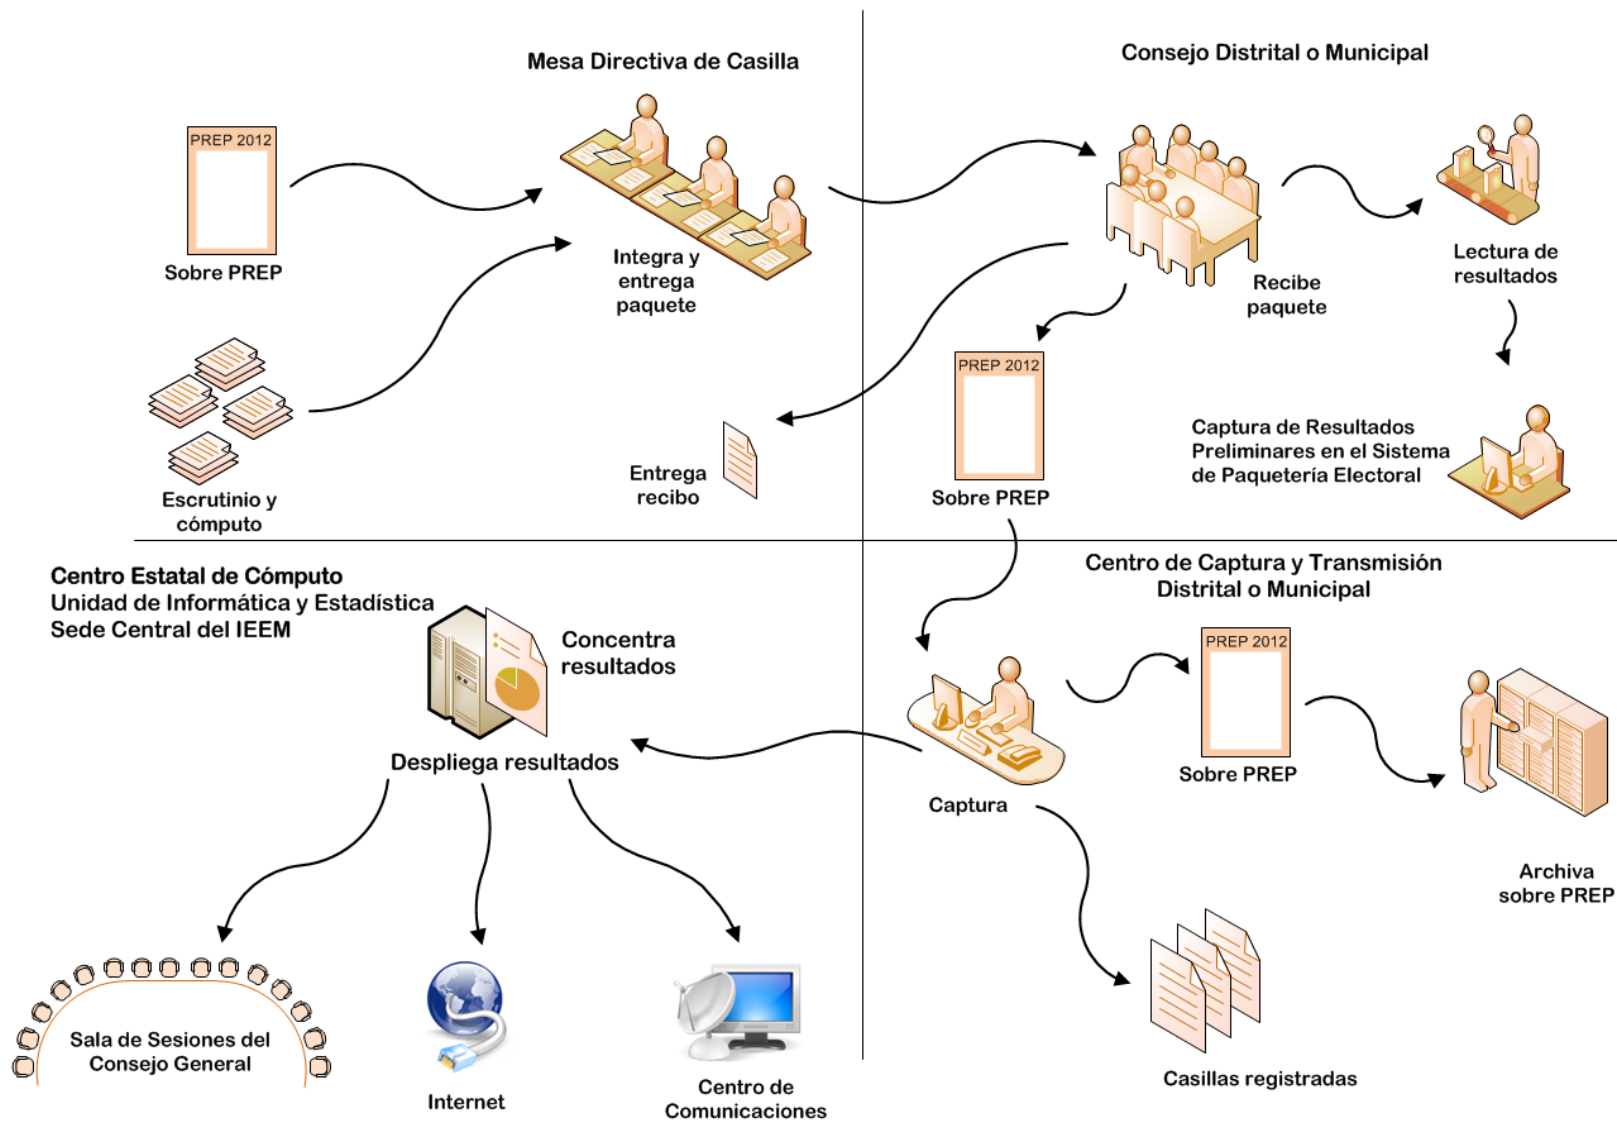 Mesa Directiva de Casilla
PREP 2012
Sobre PREP
Integra y
entrega
paquete
Escrutinio y
cómputo
Entrega
recibo
Consejo Distrital o Municipal
Recibe
paquete
Lectura de
resultados
PREP 2012
Sobre PREP
Captura de Resultados
Preliminares en el Sistema
de Paquetería Electoral
Centro Estatal de Cómputo
Unidad de Informática y Estadística
Sede Central del IEEM
Concentra
resultados
Despliega resultados
Sala de Sesiones del
Consejo General
Internet
Centro de
Comunicaciones
Centro de Captura y Transmisión
Distrital o Municipal
Captura
PREP 2012
Sobre PREP
Archiva
sobre PREP
Casillas registradas